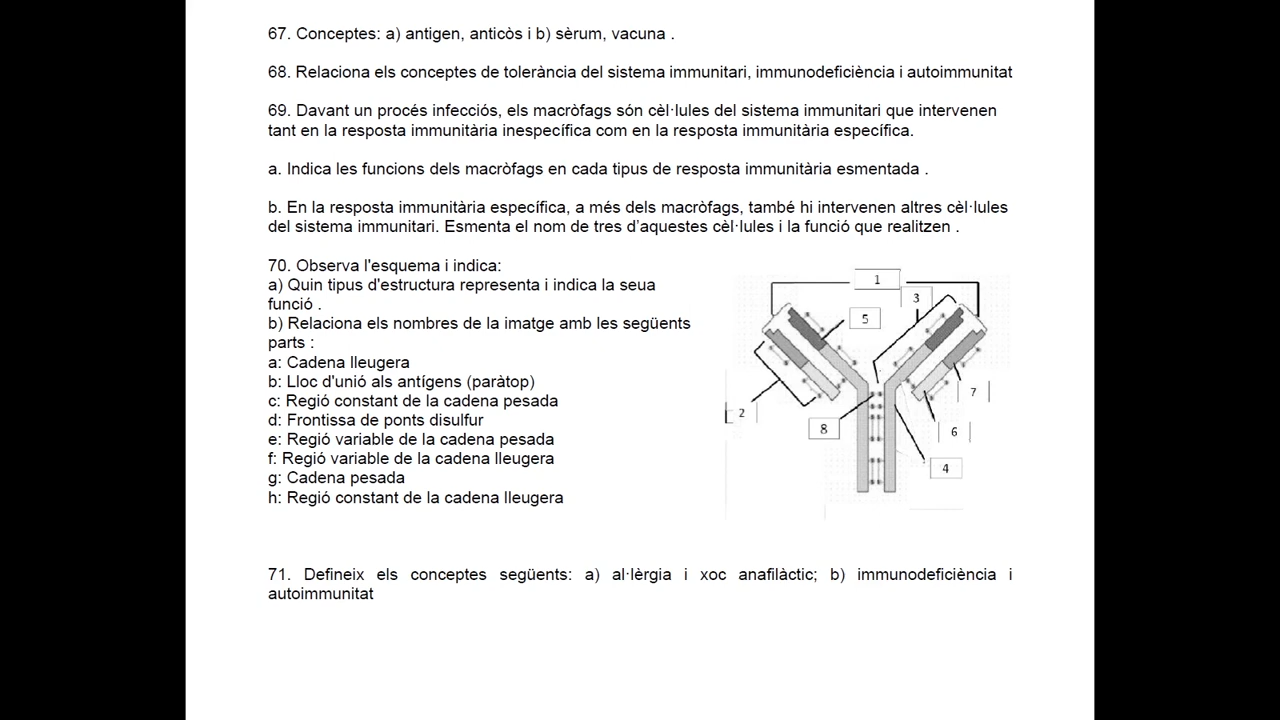 67. Conceptes: a) antigen, anticòs i b) sèrum, vacuna .
68. Relaciona els conceptes de tolerància del sistema immunitari, immunodeficiència i autoimmunitat
69. Davant un procés infecciós, els macròfags són cèl·lules del sistema immunitari que intervenen
tant en la resposta immunitària inespecífica com en la resposta immunitària específica.
a. Indica les funcions dels macròfags en cada tipus de resposta immunitària esmentada .
b. En la resposta immunitària específica, a més dels macròfags, també hi intervenen altres cèl·lules
del sistema immunitari. Esmenta el nom de tres d’aquestes cèl·lules i la funció que realitzen .
70. Observa l'esquema i indica:
a) Quin tipus d'estructura representa i indica la seua
funció .
b) Relaciona els nombres de la imatge amb les següents
parts :
a: Cadena lleugera
b: Lloc d'unió als antígens (paràtop)
c: Regió constant de la cadena pesada
d: Frontissa de ponts disulfur
e: Regió variable de la cadena pesada
f: Regió variable de la cadena lleugera
g: Cadena pesada
h: Regió constant de la cadena lleugera
1
3
5
7
2
8
6
4
71. Defineix els conceptes següents: a) al·lèrgia i xoc anafilàctic; b) immunodeficiència i
autoimmunitat